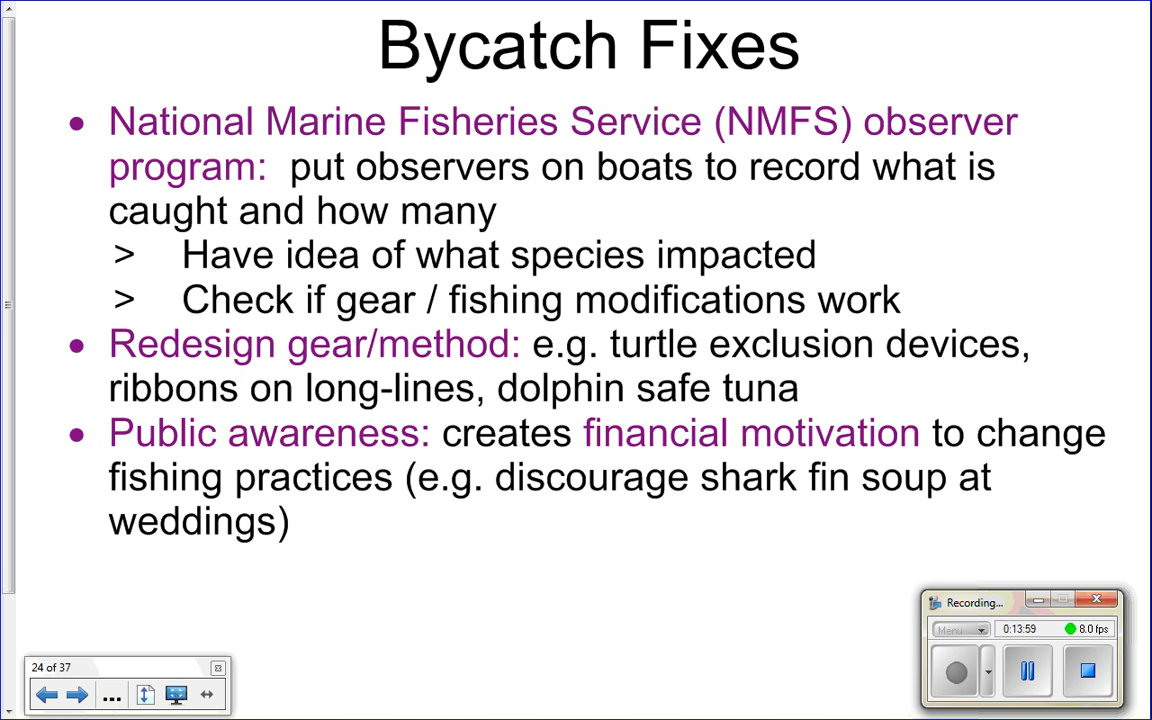 Bycatch Fixes
• National Marine Fisheries Service (NMFS) observer
program: put observers on boats to record what is
caught and how many
> Have idea of what species impacted
> Check if gear / fishing modifications work
• Redesign gear/method: e.g. turtle exclusion devices,
ribbons on long-lines, dolphin safe tuna
• Public awareness: creates financial motivation to change
fishing practices (e.g. discourage shark fin soup at
weddings)
Recording...
Menu 0:13:59 8.0 fps
24 of 37
...